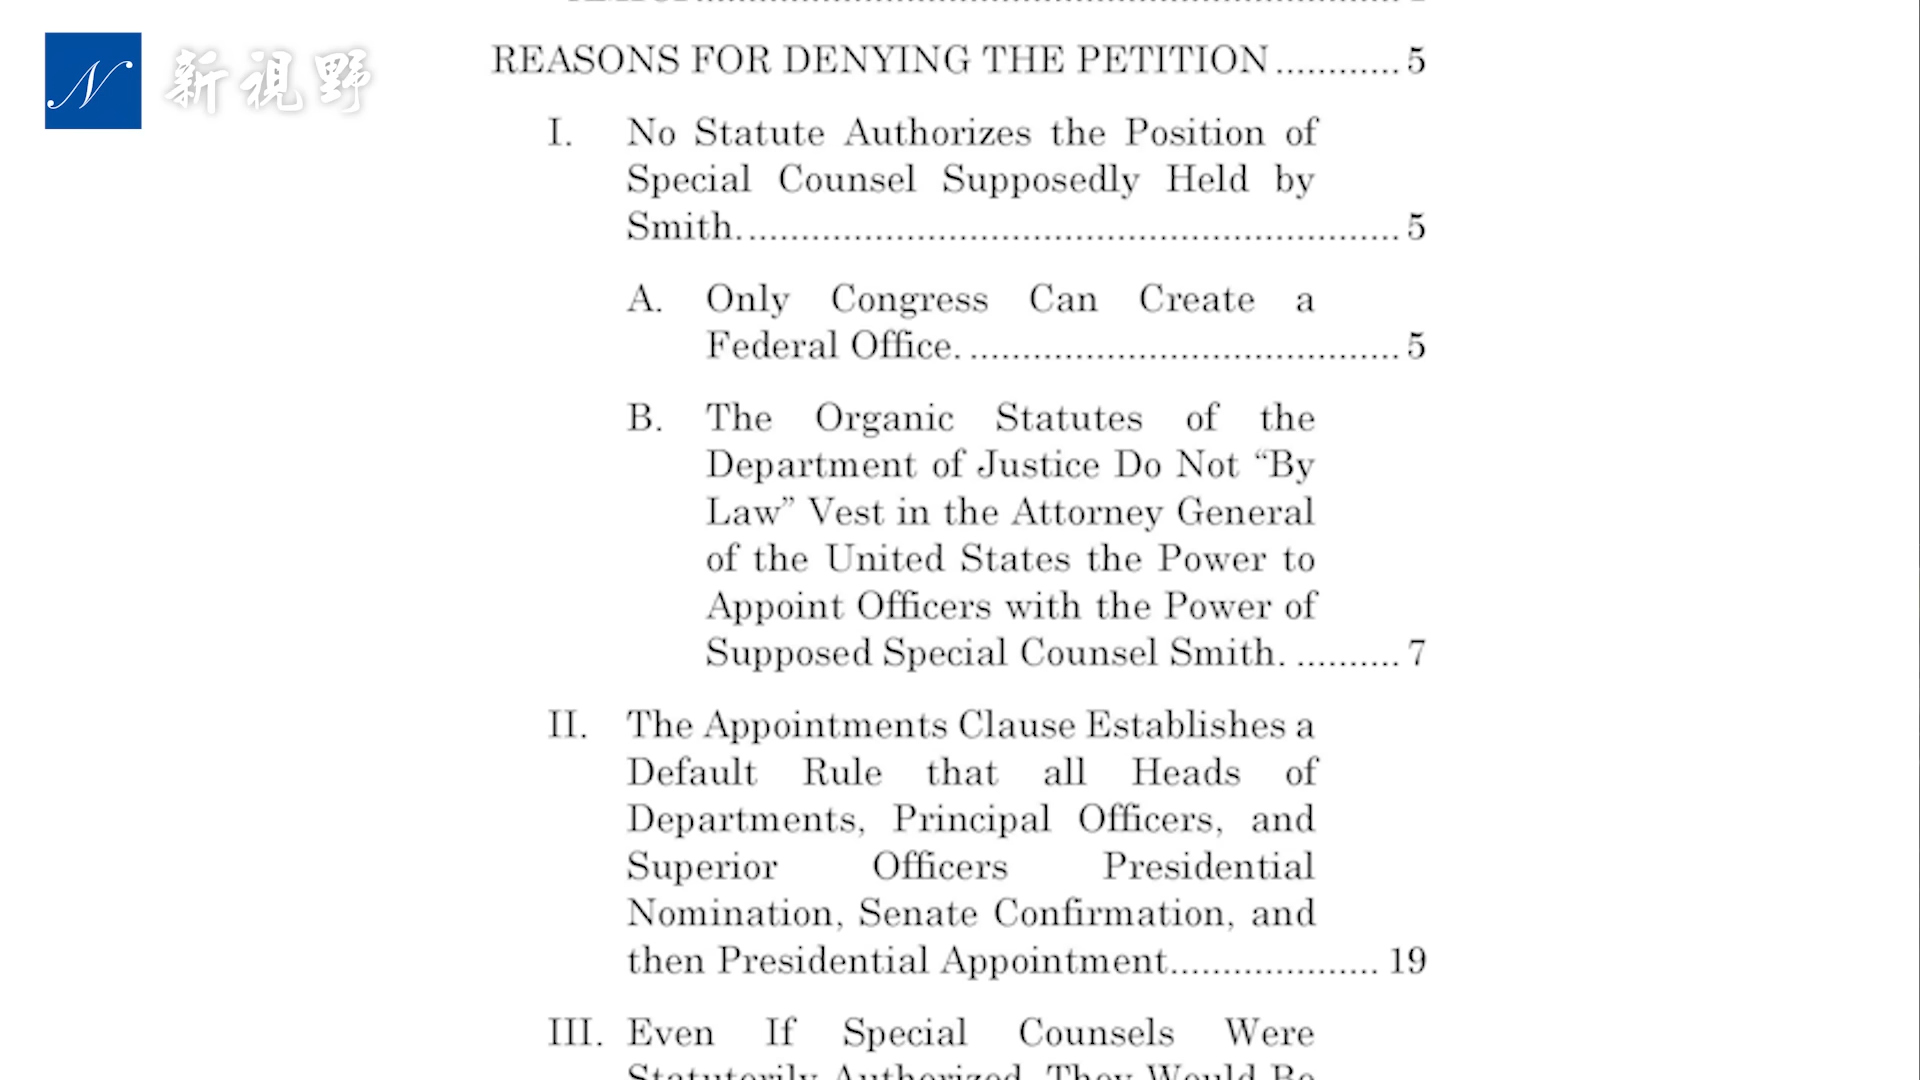 新視野
REASONS FOR DENYING THE PETITION............5
I. No Statute Authorizes the Position of
Special Counsel Supposedly Held by
Smith...............................................................5
A. Only Congress Can Create a
Federal Office..........................................5
B. The Organic Statutes of the
Department of Justice Do Not “By
Law” Vest in the Attorney General
of the United States the Power to
Appoint Officers with the Power of
Supposed Special Counsel Smith. ..........7
II. The Appointments Clause Establishes a
Default Rule that all Heads of
Departments, Principal Officers, and
Superior Officers Presidential
Nomination, Senate Confirmation, and
then Presidential Appointment....................19
III. Even If Special Counsels Were
Statutorily Authorized, They Would Be